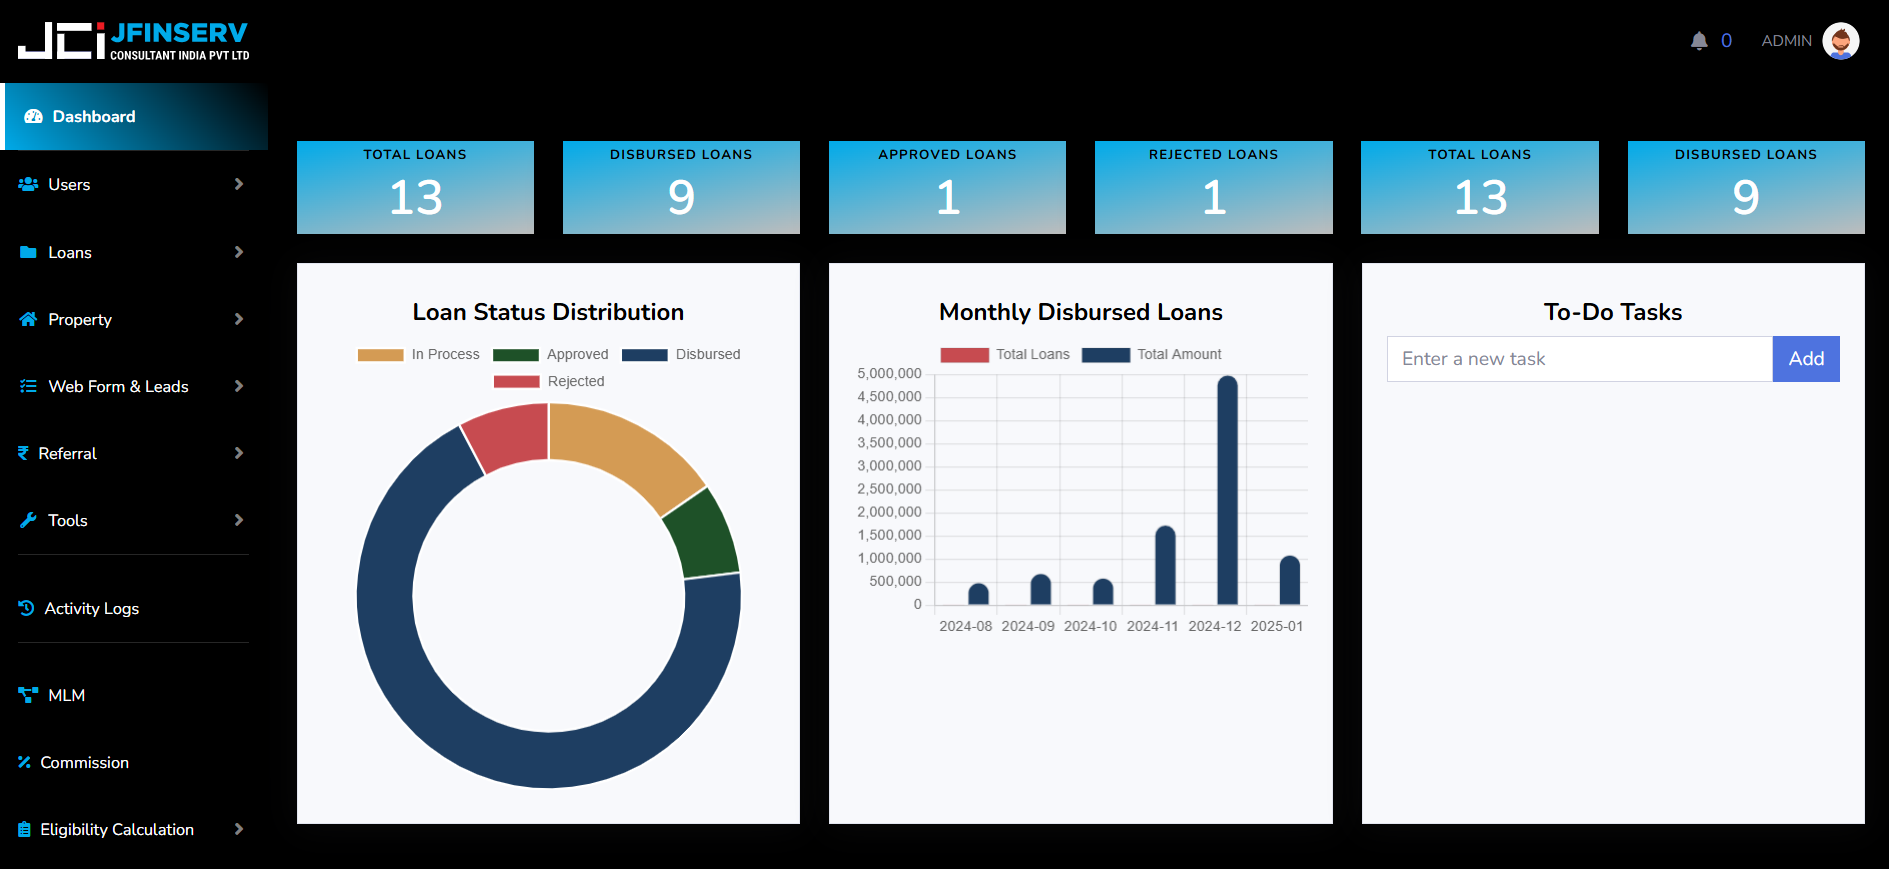 JCi JFINSERV
CONSULTANT INDIA PVT LTD
0 ADMIN
Dashboard
Users
Loans
Property
Web Form & Leads
Referral
Tools
Activity Logs
MLM
Commission
Eligibility Calculation
TOTAL LOANS
13
DISBURSED LOANS
9
APPROVED LOANS
1
REJECTED LOANS
1
TOTAL LOANS
13
DISBURSED LOANS
9
Loan Status Distribution
In Process Approved Disbursed
Rejected
Monthly Disbursed Loans
Total Loans Total Amount
5,000,000
4,500,000
4,000,000
3,500,000
3,000,000
2,500,000
2,000,000
1,500,000
1,000,000
500,000
0
2024-08 2024-09 2024-10 2024-11 2024-12 2025-01
To-Do Tasks
Enter a new task Add